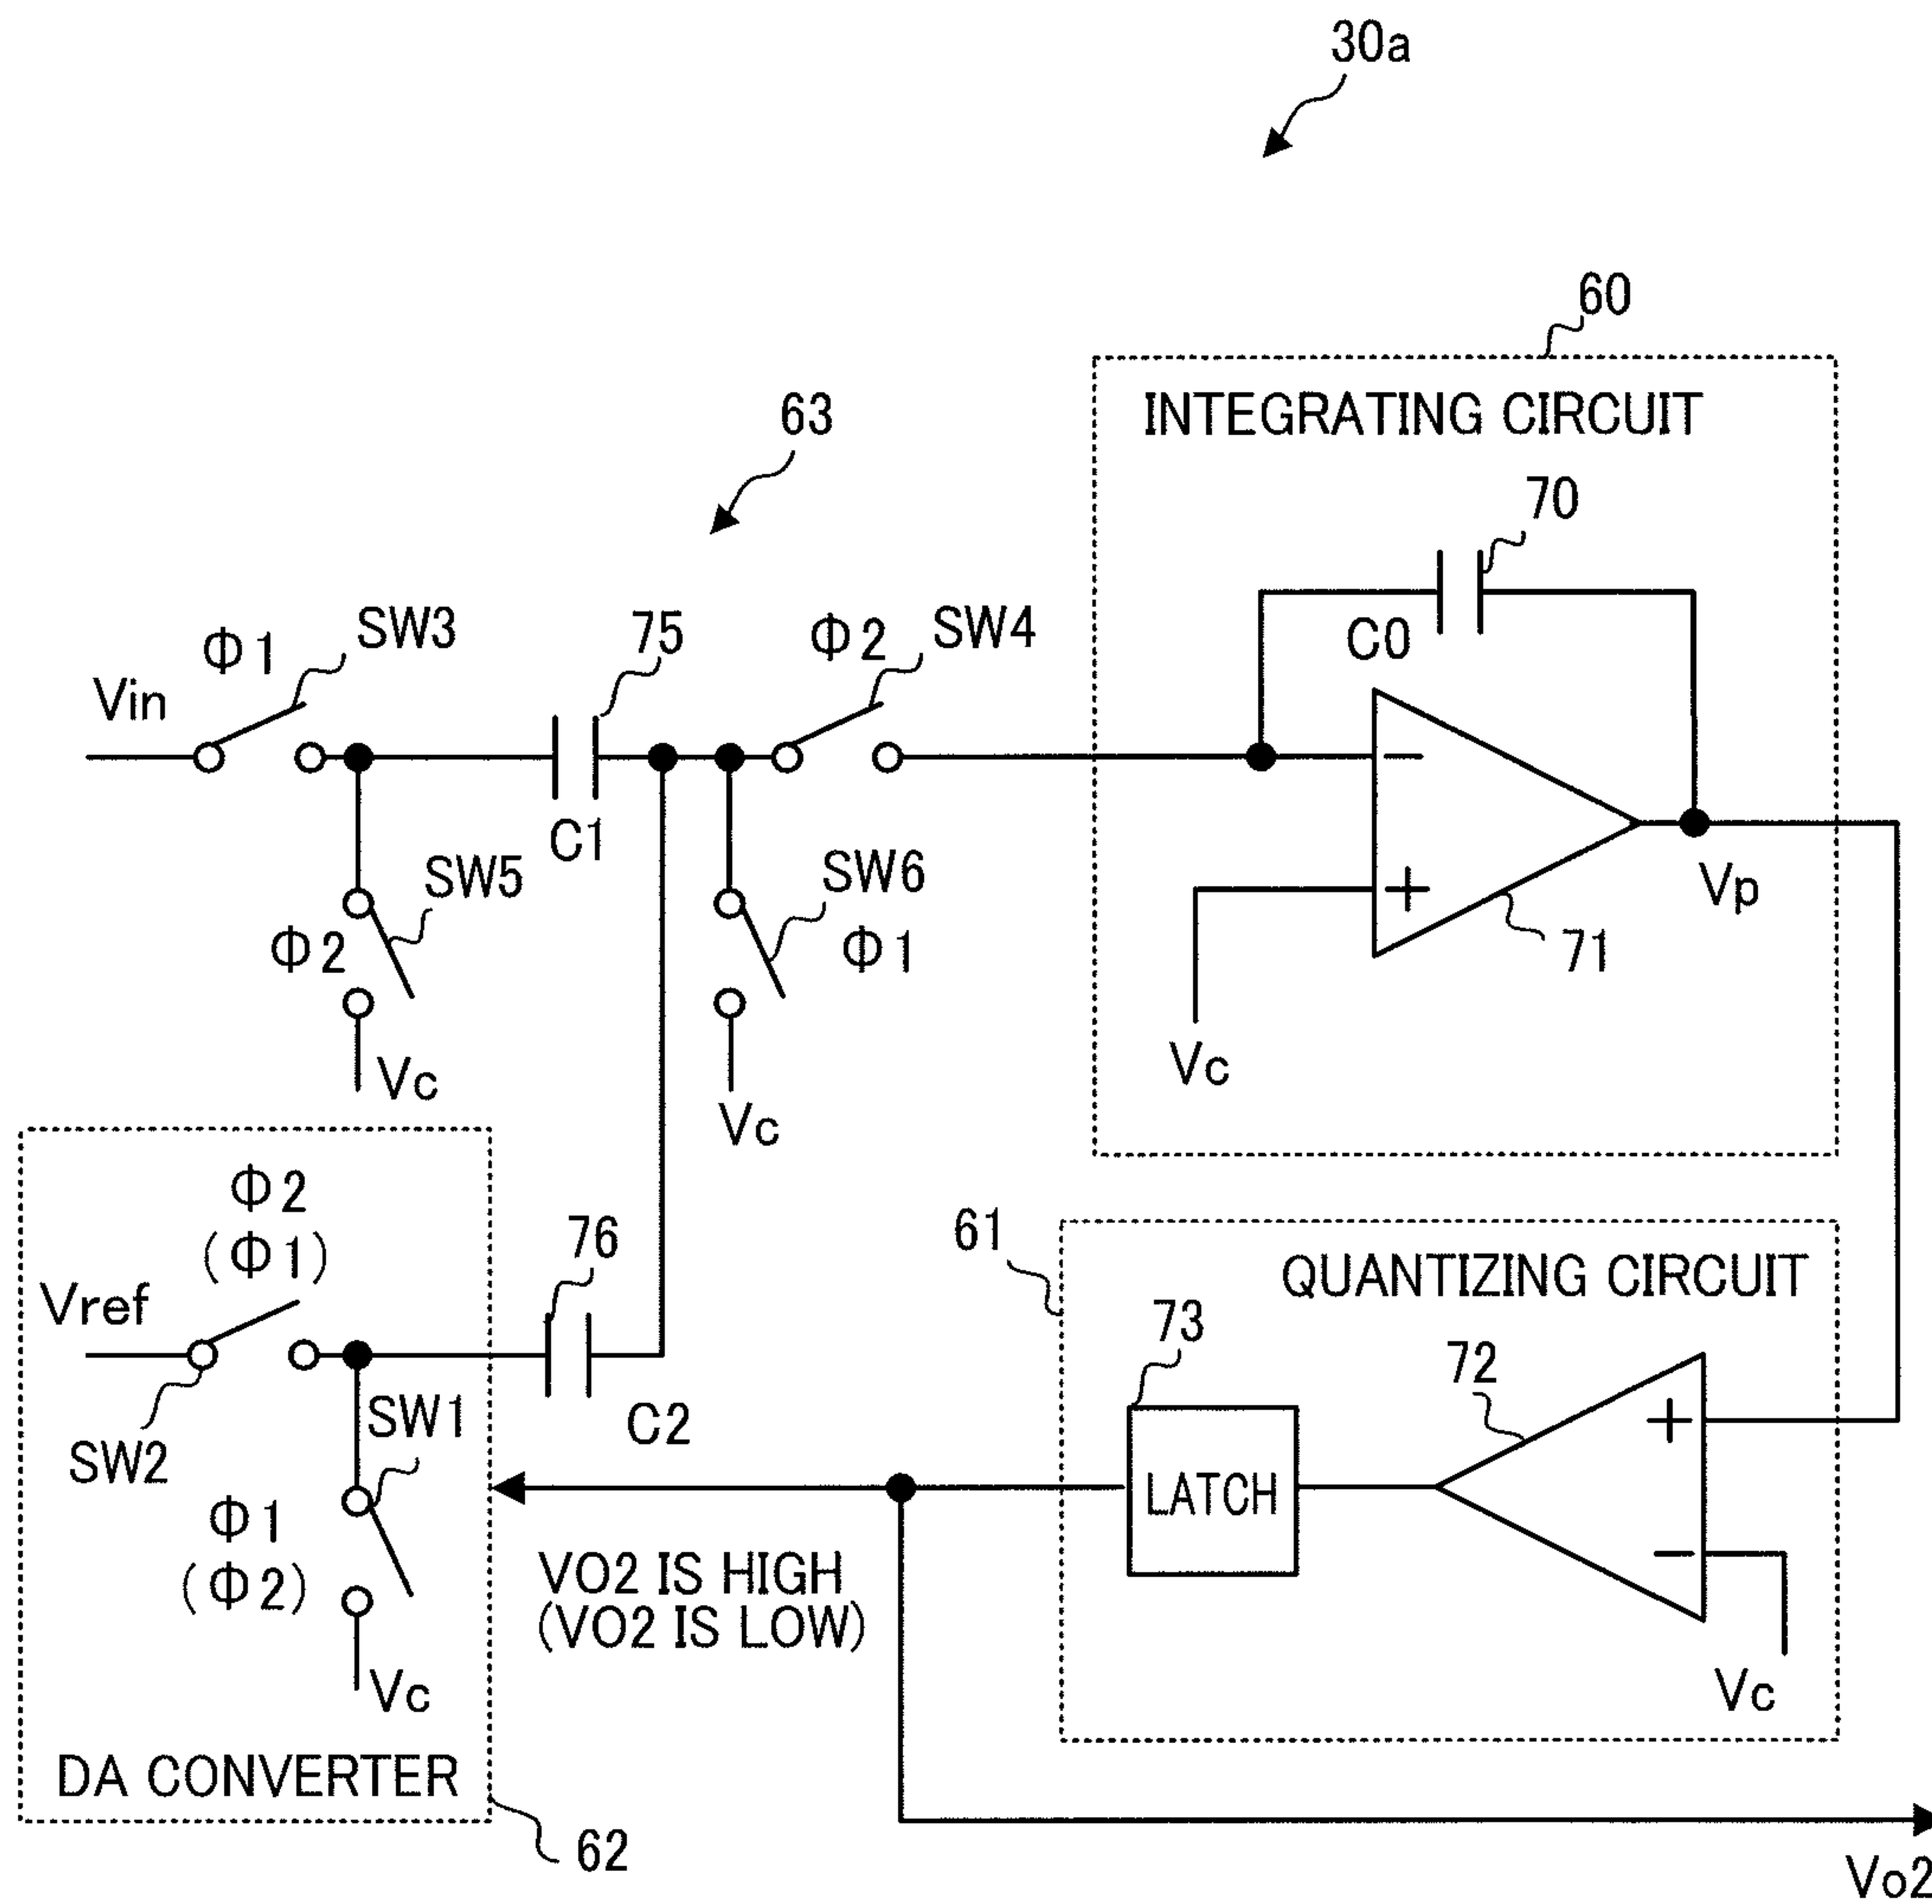 30a
60
INTEGRATING CIRCUIT
63
70
C0
Φ1
SW3
75
Φ2
SW4
Vin
C1
SW5
Φ2
Vc
SW6
Φ1
Vc
−
+
Vp
71
Vc
Φ2
(Φ1)
Vref
SW2
76
C2
SW1
Φ1
(Φ2)
Vc
DA CONVERTER
62
61
QUANTIZING CIRCUIT
73
72
LATCH
+
−
Vc
VO2 IS HIGH
(VO2 IS LOW)
Vo2